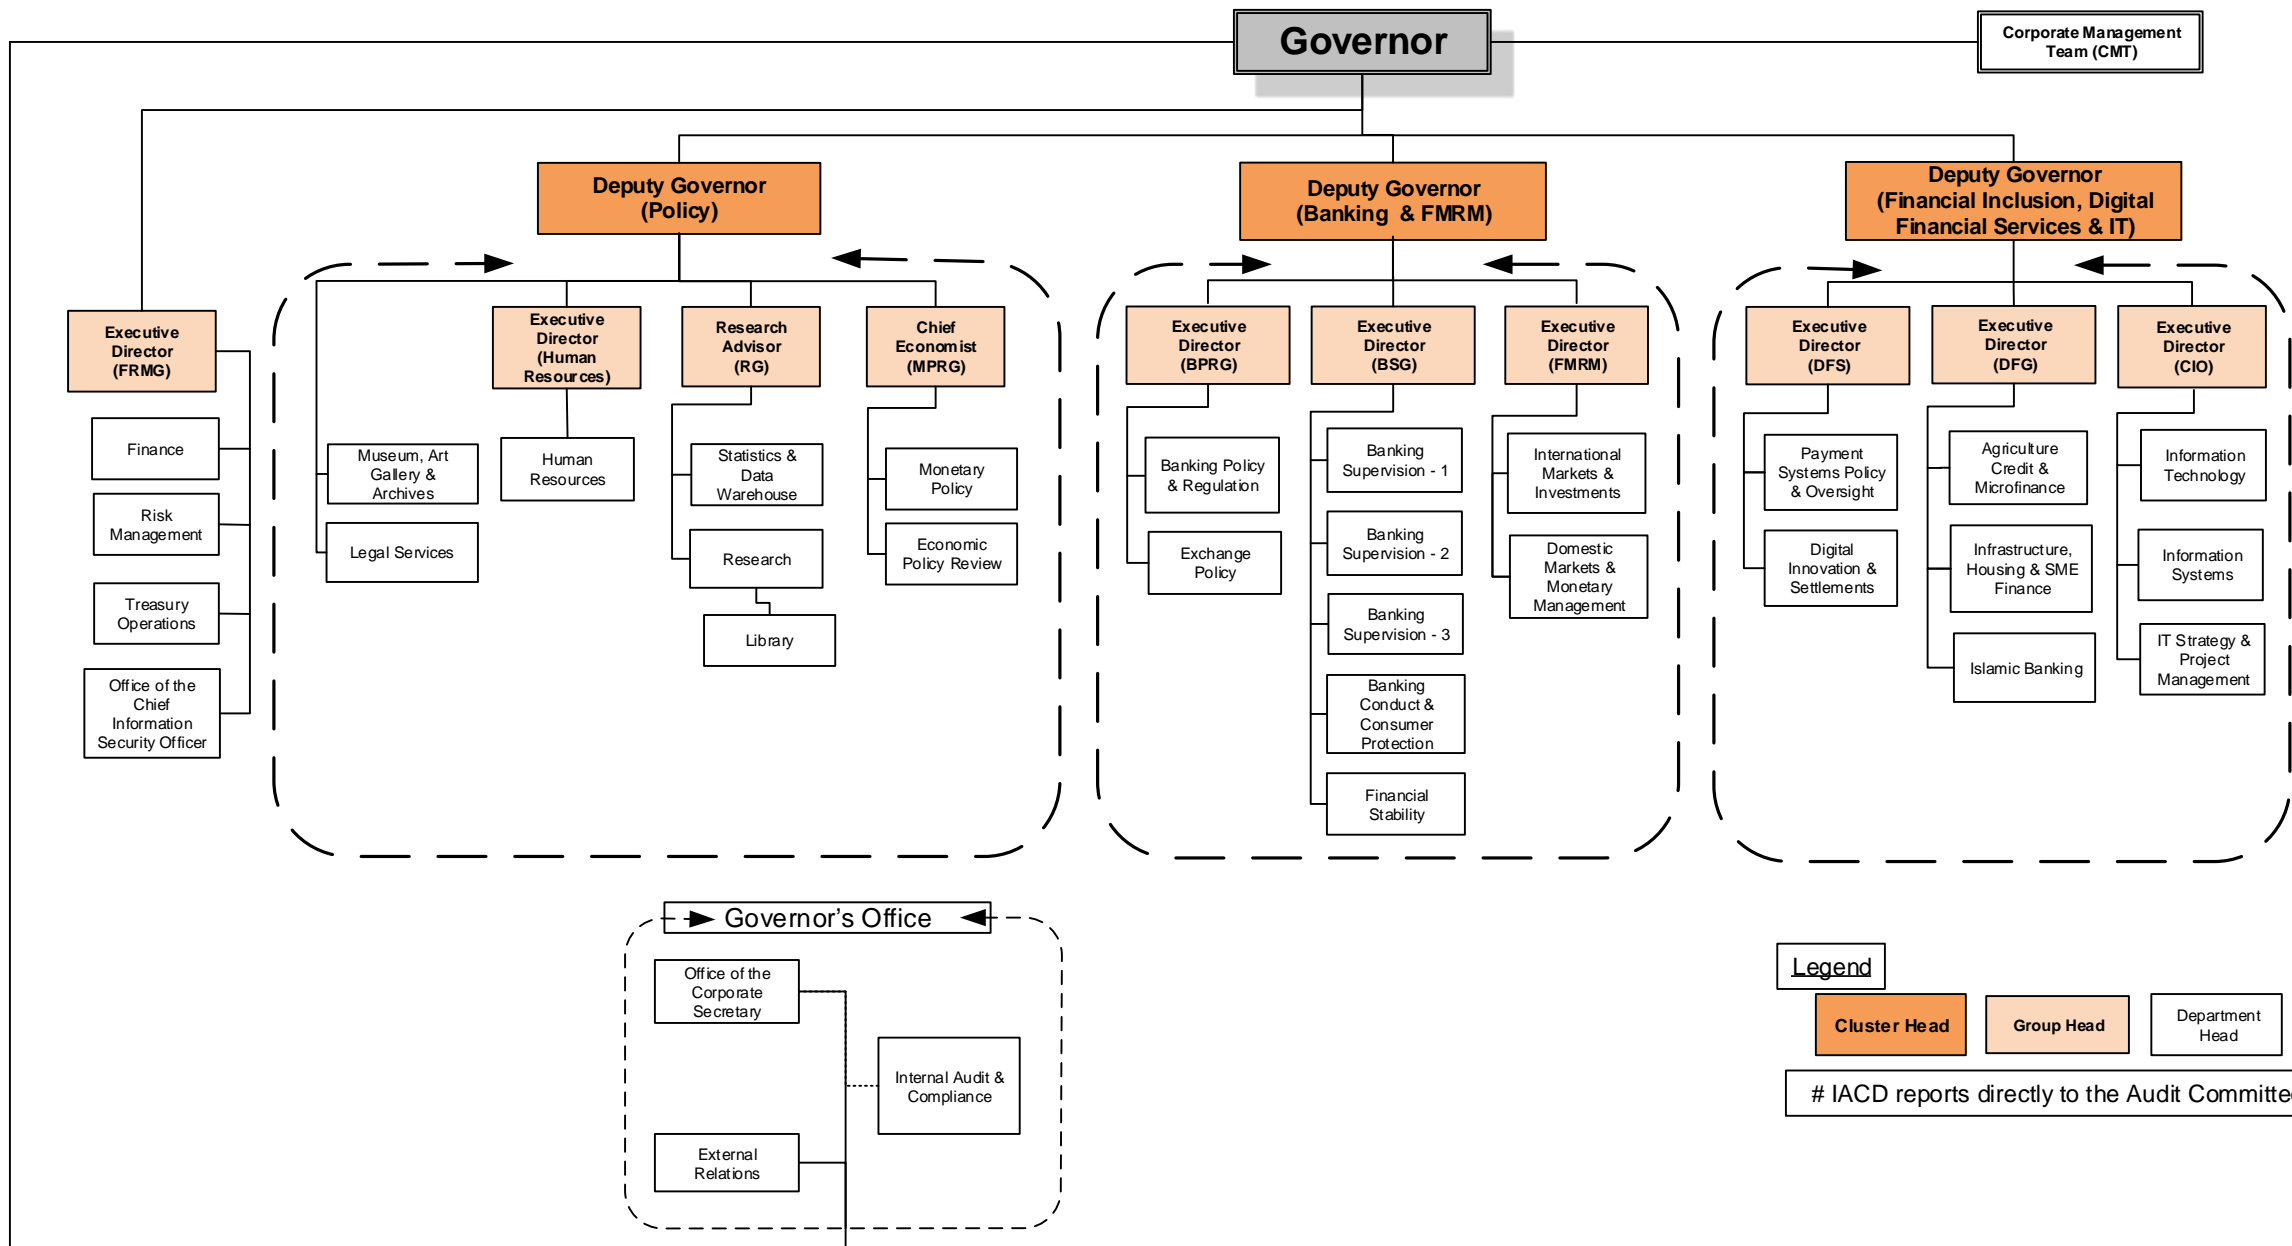 Governor
Corporate Management
Team (CMT)
Deputy Governor
(Policy)
Deputy Governor
(Banking & FMRM)
Deputy Governor
(Financial Inclusion, Digital
Financial Services & IT)
Executive
Director
(FRMG)
Finance
Risk
Management
Treasury
Operations
Office of the
Chief
Information
Security Officer
Museum, Art
Gallery &
Archives
Legal Services
Executive
Director
(Human
Resources)
Human
Resources
Research
Advisor
(RG)
Statistics &
Data
Warehouse
Research
Library
Chief
Economist
(MPRG)
Monetary
Policy
Economic
Policy Review
Executive
Director
(BPRG)
Banking Policy
& Regulation
Exchange
Policy
Executive
Director
(BSG)
Banking
Supervision - 1
Banking
Supervision - 2
Banking
Supervision - 3
Banking
Conduct &
Consumer
Protection
Financial
Stability
Executive
Director
(FMRM)
International
Markets &
Investments
Domestic
Markets &
Monetary
Management
Executive
Director
(DFS)
Payment
Systems Policy
& Oversight
Digital
Innovation &
Settlements
Executive
Director
(DFG)
Agriculture
Credit &
Microfinance
Infrastructure,
Housing & SME
Finance
Islamic Banking
Executive
Director
(CIO)
Information
Technology
Information
Systems
IT Strategy &
Project
Management
Governor’s Office
Office of the
Corporate
Secretary
Internal Audit &
Compliance
External
Relations
Legend
Cluster Head
Group Head
Department
Head
# IACD reports directly to the Audit Committe